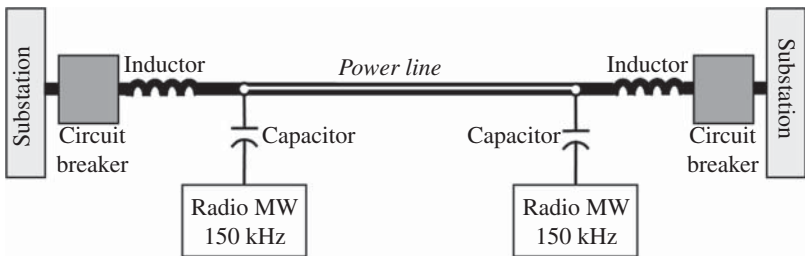 Substation
Inductor
Power line
Inductor
Substation
Circuit
breaker
Capacitor
Capacitor
Circuit
breaker
Radio MW
150 kHz
Radio MW
150 kHz